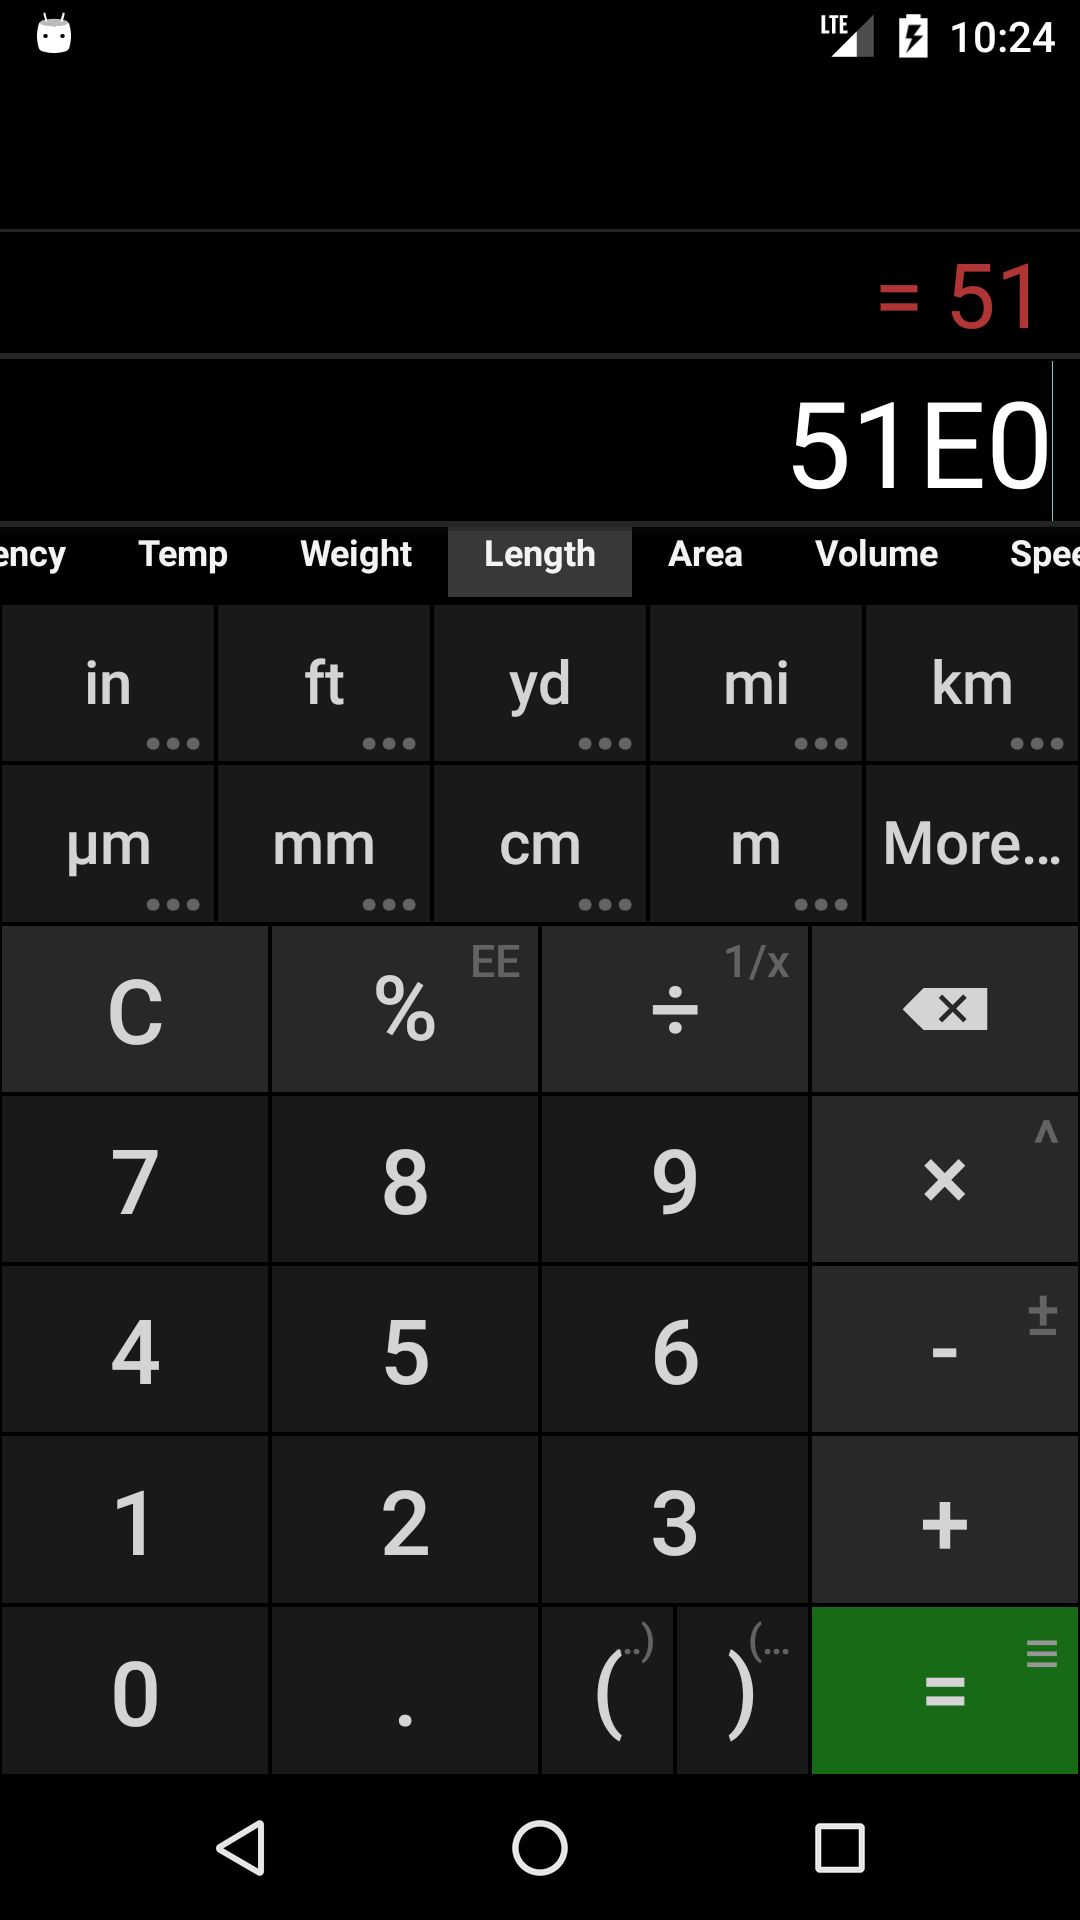 LTE 10:24
= 51
51E0
ency Temp Weight Length Area Volume Spee
in ft yd mi km
µm mm cm m More...
C % EE ÷ 1/x
7 8 9 × ^
4 5 6 - ±
1 2 3 +
0 . ( ..) ) (... =